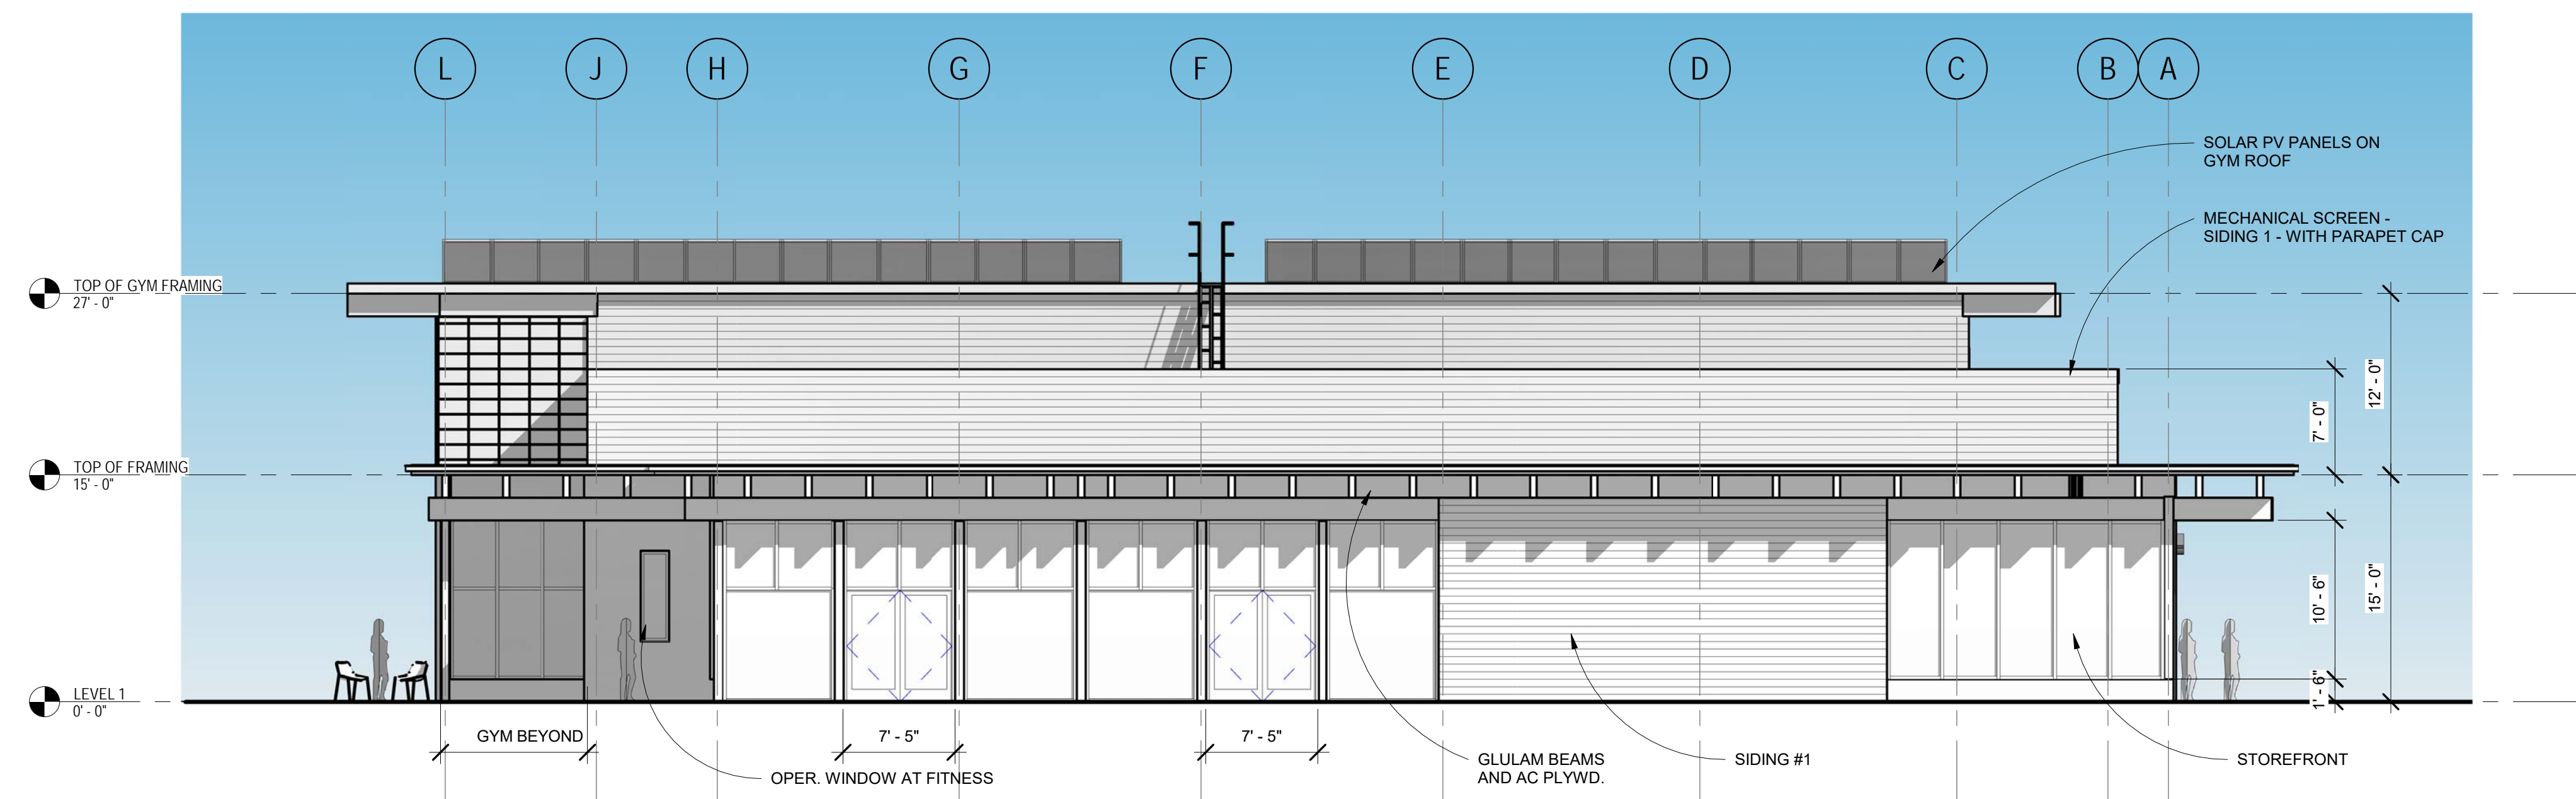 L J H G F E D C B A
SOLAR PV PANELS ON
GYM ROOF
MECHANICAL SCREEN -
SIDING 1 - WITH PARAPET CAP
TOP OF GYM FRAMING
27' - 0"
12' - 0"
7' - 0"
TOP OF FRAMING
15' - 0"
10' - 6"
15' - 0"
LEVEL 1
0' - 0"
1' - 6"
GYM BEYOND
7' - 5"
7' - 5"
OPER. WINDOW AT FITNESS
GLULAM BEAMS
AND AC PLYWD.
SIDING #1
STOREFRONT